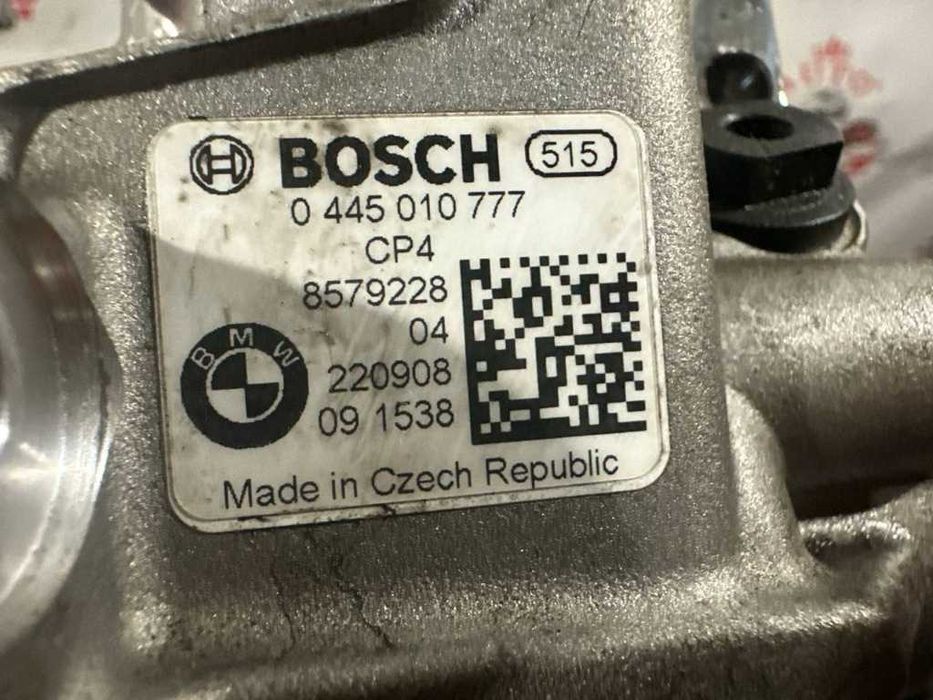 BOSCH 515
0 445 010 777
CP4
8579228
04
BMW
220908
09 1538
Made in Czech Republic